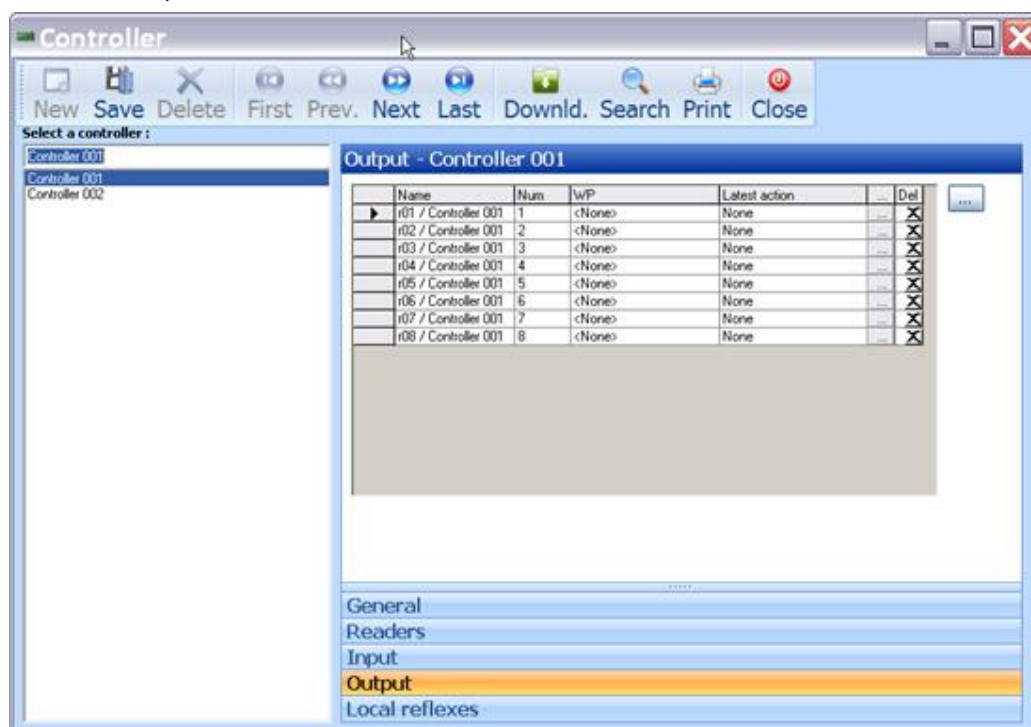 Controller
New Save Delete First Prev. Next Last Downld. Search Print Close
Select a controller :
Controller 001
Controller 001
Controller 002
Output - Controller 001
Name Num WP Latest action ... Del
r01 / Controller 001 1 <None> None ... X
r02 / Controller 001 2 <None> None ... X
r03 / Controller 001 3 <None> None ... X
r04 / Controller 001 4 <None> None ... X
r05 / Controller 001 5 <None> None ... X
r06 / Controller 001 6 <None> None ... X
r07 / Controller 001 7 <None> None ... X
r08 / Controller 001 8 <None> None ... X
...
General
Readers
Input
Output
Local reflexes